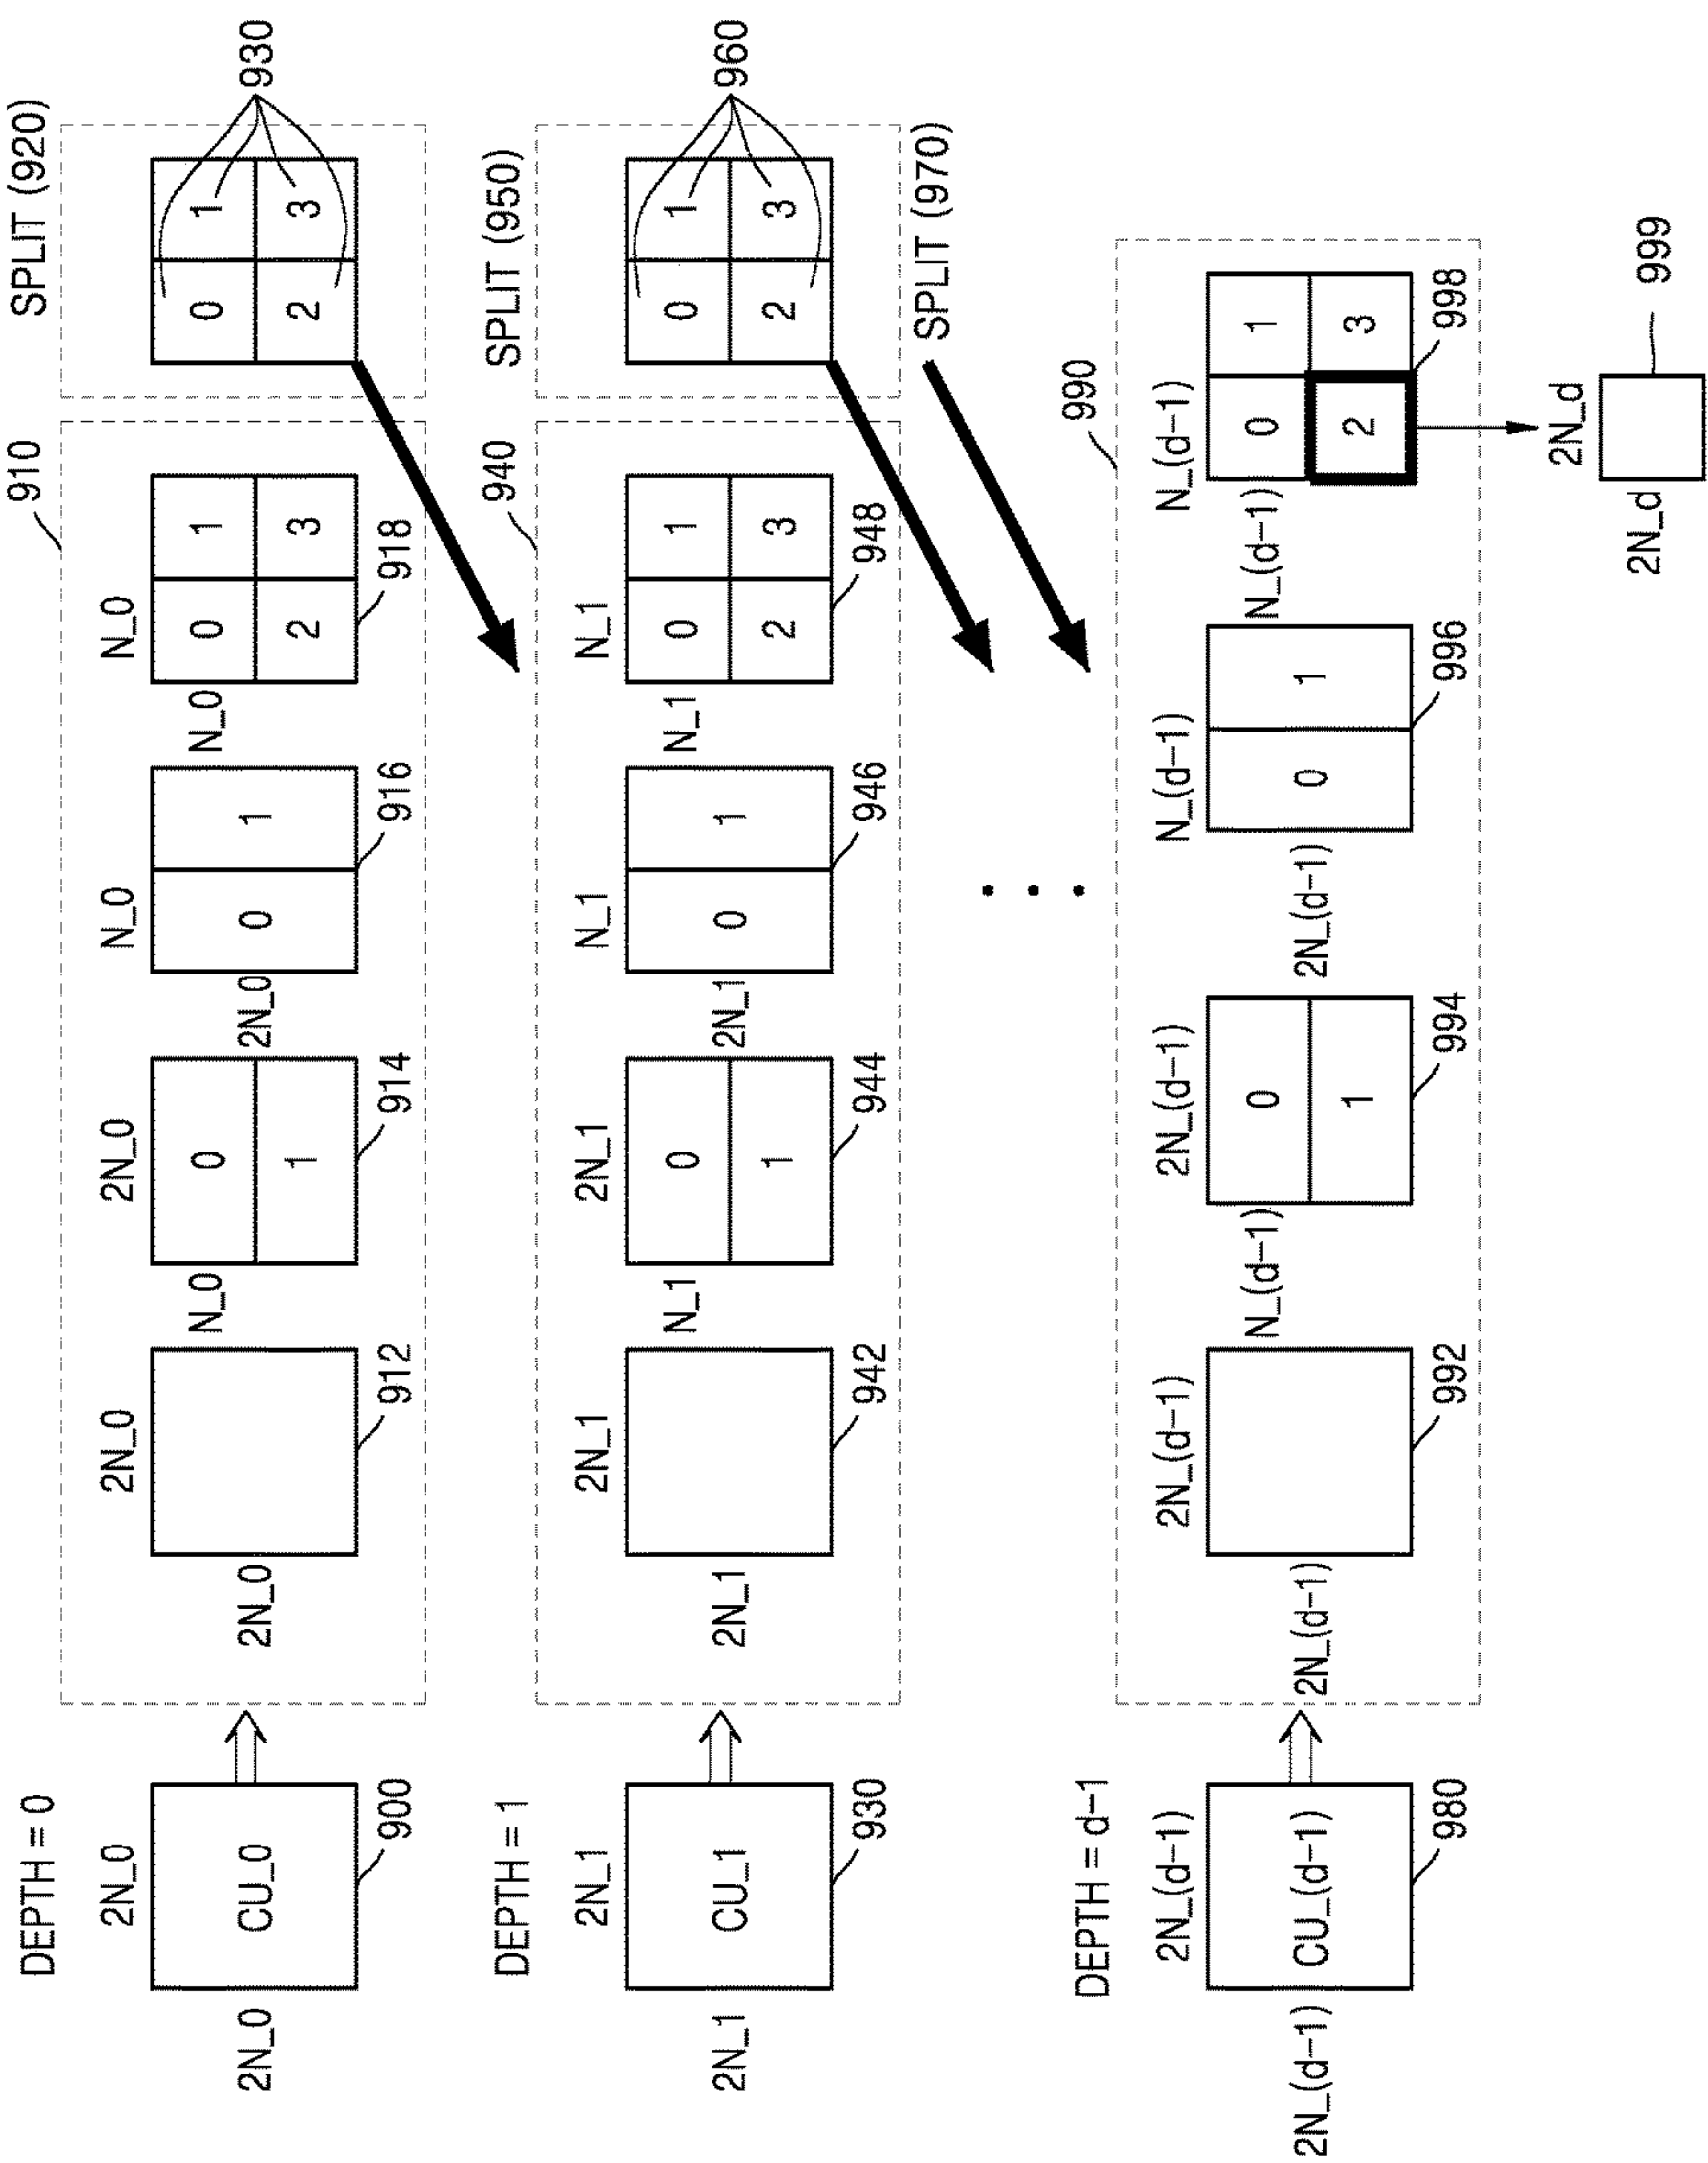 DEPTH = 0
2N_0
2N_0
CU_0
900
910
2N_0
2N_0
912
2N_0
N_0
0
1
914
N_0
2N_0
0
1
916
N_0
N_0
0
1
2
3
918
SPLIT (920)
0
1
2
3
930
DEPTH = 1
2N_1
2N_1
CU_1
930
940
2N_1
2N_1
942
2N_1
N_1
0
1
944
N_1
2N_1
0
1
946
N_1
N_1
0
1
2
3
948
SPLIT (950)
0
1
2
3
960
SPLIT (970)
DEPTH = d-1
2N_(d-1)
2N_(d-1)
CU_(d-1)
980
990
2N_(d-1)
2N_(d-1)
992
2N_(d-1)
N_(d-1)
0
1
994
N_(d-1)
2N_(d-1)
0
1
996
N_(d-1)
N_(d-1)
0
1
2
3
998
2N_d
2N_d
999